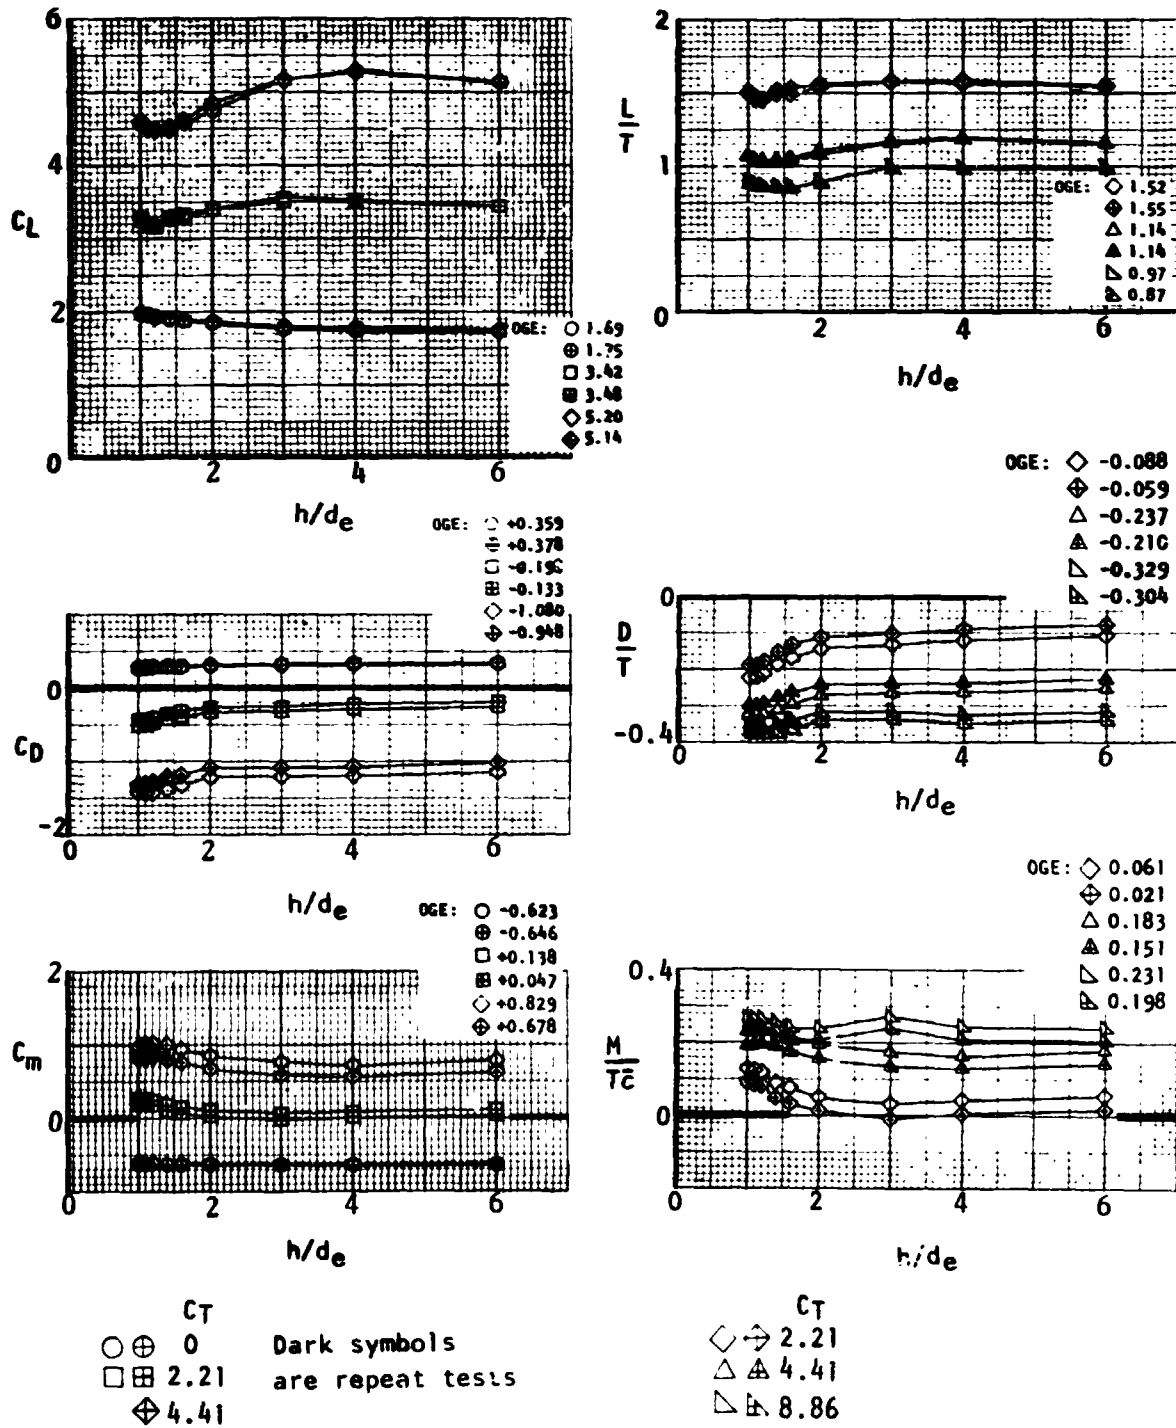 6
4
C_L
2
0
0 2 4 6
h/d_e
OGE: 1.69
3.42
3.48
5.20
5.14
2
L
T
1
0
0 2 4 6
h/d_e
OGE: 1.52
1.55
1.14
1.14
0.97
0.87
OGE: +0.359
+0.378
-0.133
-1.080
-0.948
0
C_D
-2
0 2 4 6
h/d_e
OGE: -0.088
-0.059
-0.237
-0.329
-0.304
0
D
T
-0.4
0 2 4 6
h/d_e
OGE: -0.623
-0.646
+0.138
+0.047
+0.829
+0.678
2
C_m
0
0 2 4 6
h/d_e
OGE: 0.061
0.021
0.183
0.151
0.231
0.198
0.4
M
Tc̄
0
0 2 4 6
h/d_e
C_T
0
2.21
4.41
Dark symbols
are repeat tests
C_T
2.21
4.41
8.86